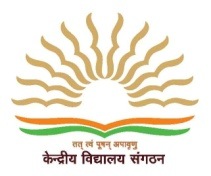 तत् त्वं पूषन् अपावृणु
केन्द्रीय विद्यालय संगठन